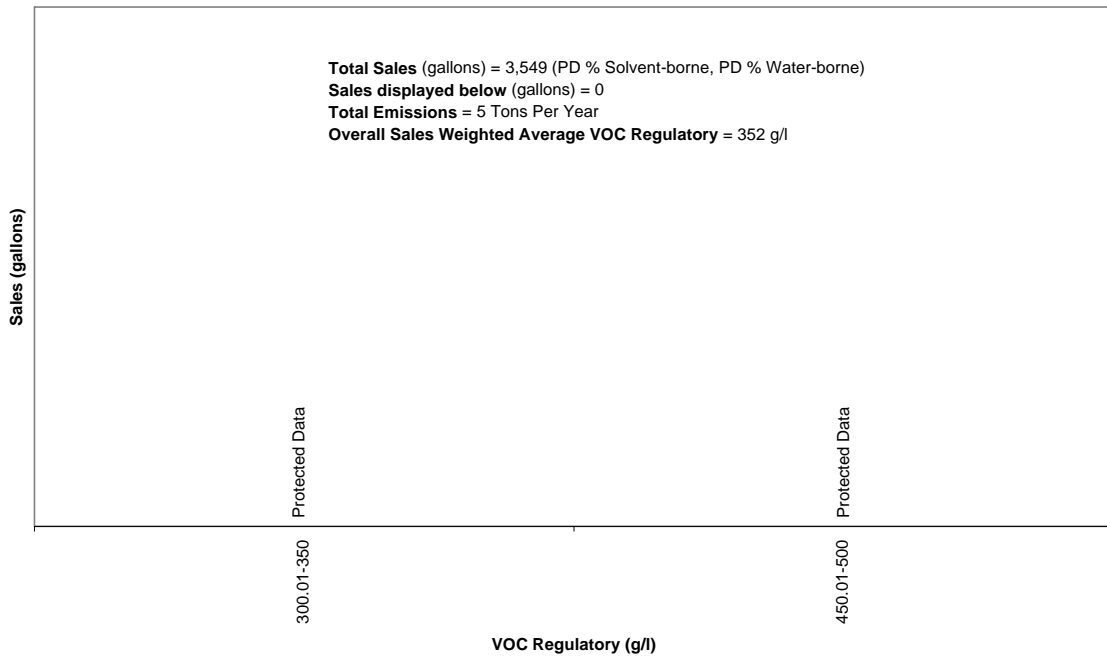 Total Sales (gallons) = 3,549 (PD % Solvent-borne, PD % Water-borne)
Sales displayed below (gallons) = 0
Total Emissions = 5 Tons Per Year
Overall Sales Weighted Average VOC Regulatory = 352 g/l
Sales (gallons)
Protected Data
Protected Data
300.01-350
450.01-500
VOC Regulatory (g/l)